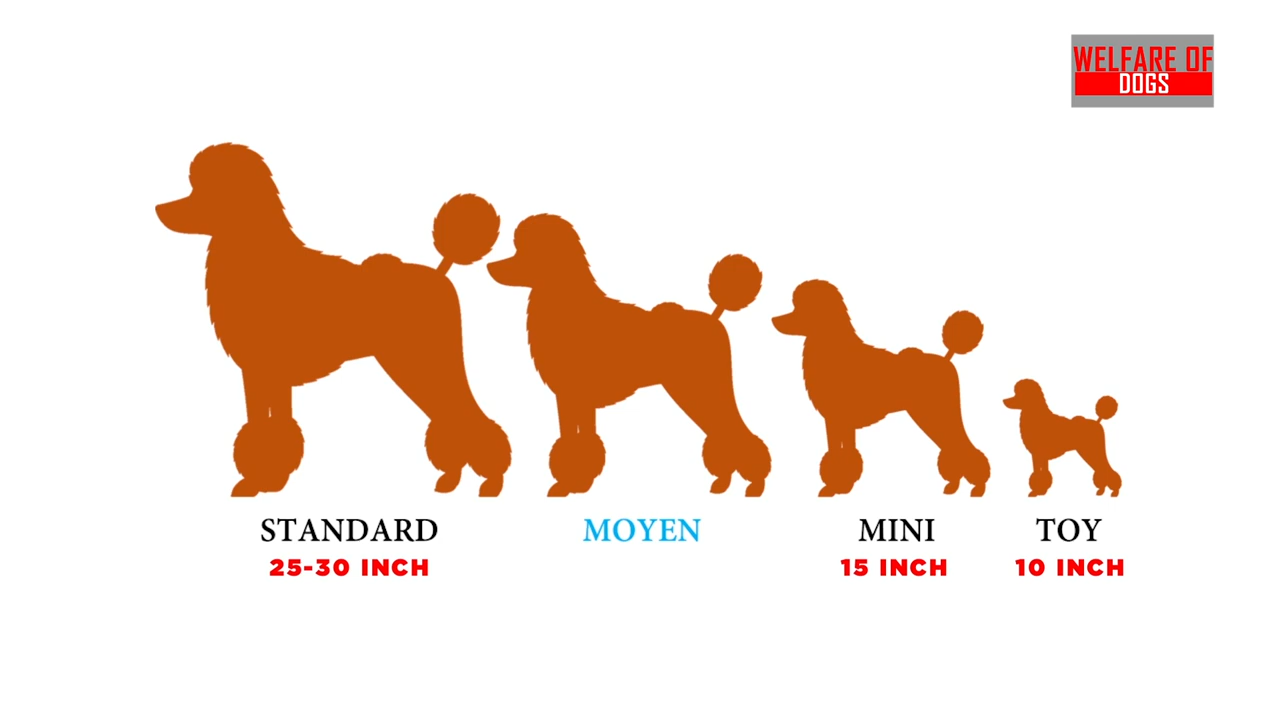 WELFARE OF
DOGS
STANDARD
25-30 INCH
MOYEN
MINI
15 INCH
TOY
10 INCH